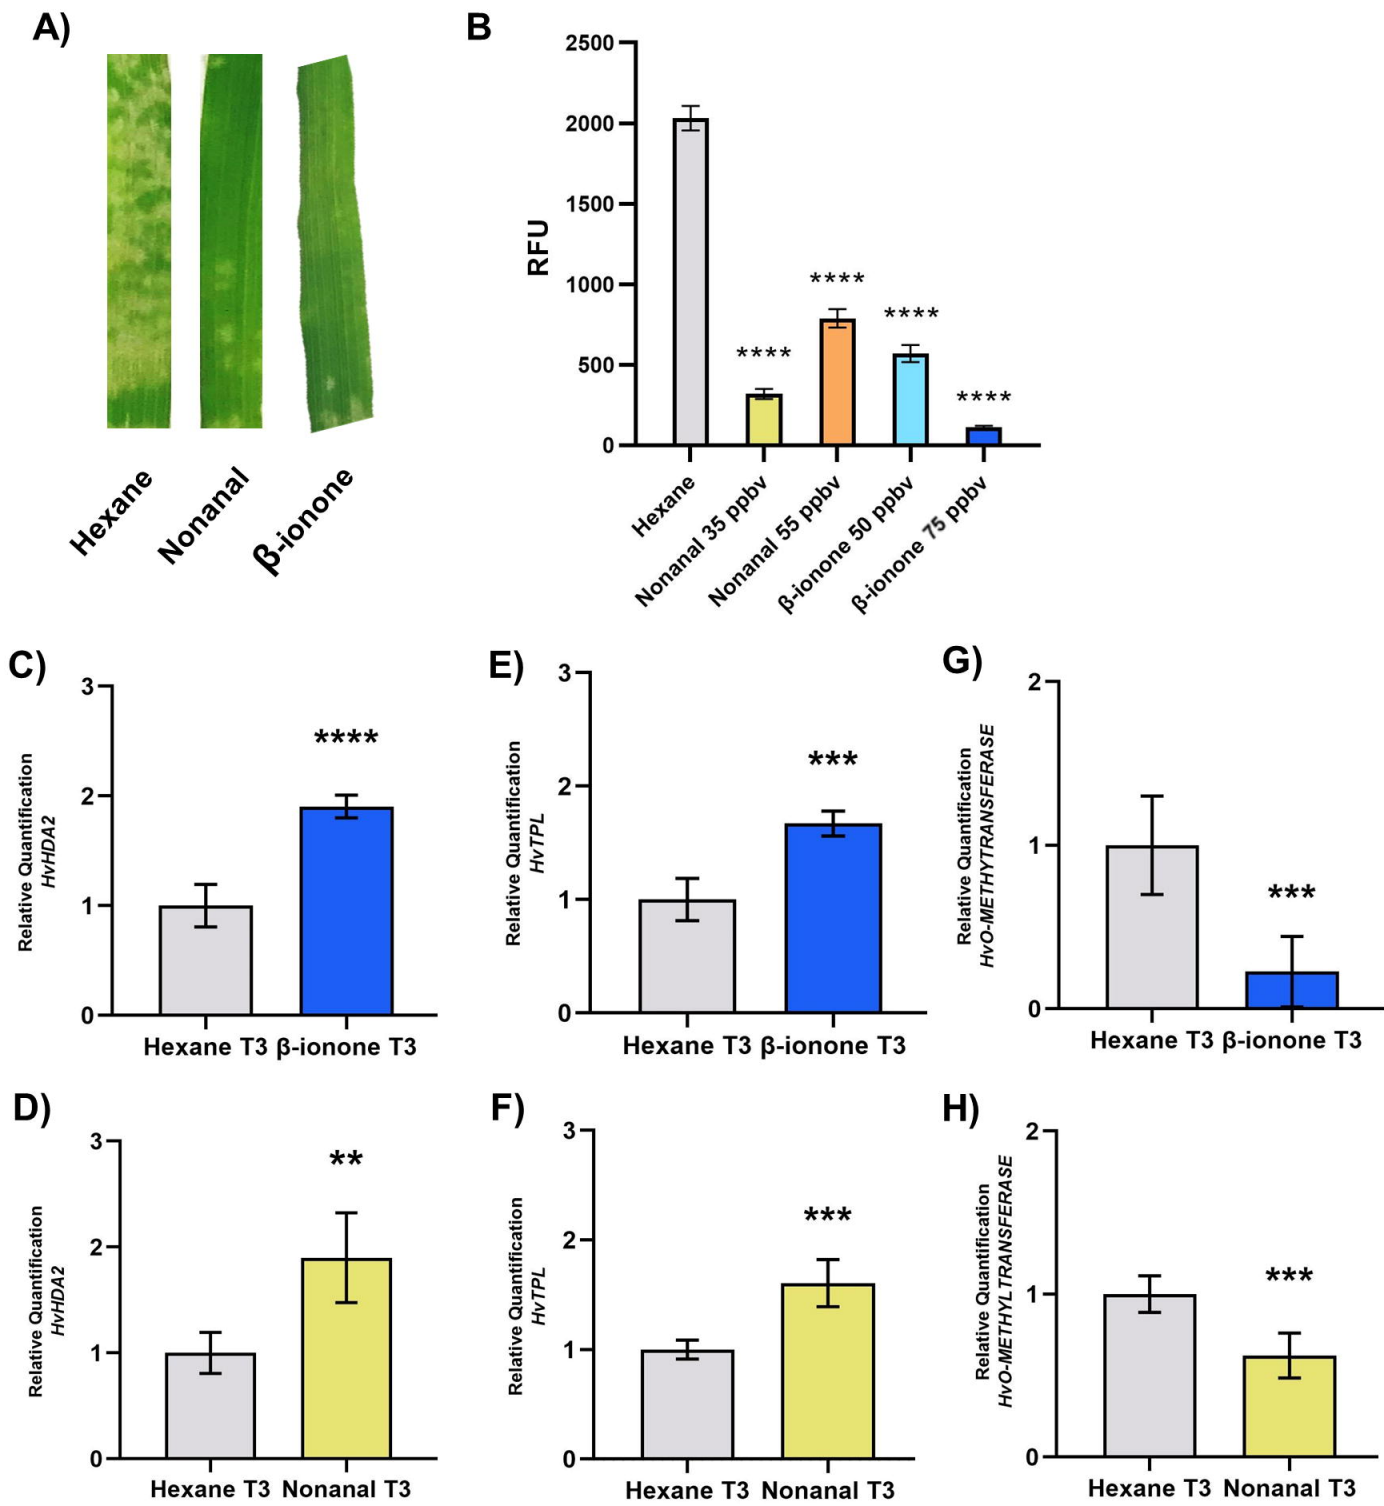 A)
Hexane
Nonanal
β-ionone
B
RFU
2500
2000
1500
1000
500
0
****
****
****
****
Hexane
Nonanal 35 ppbv
Nonanal 55 ppbv
β-ionone 50 ppbv
β-ionone 75 ppbv
C)
Relative Quantification
HvHDA2
3
2
1
0
****
Hexane T3 β-ionone T3
E)
Relative Quantification
HvTPL
3
2
1
0
***
Hexane T3 β-ionone T3
G)
Relative Quantification
HvO-METHYTRANSFERASE
2
1
0
***
Hexane T3 β-ionone T3
D)
Relative Quantification
HvHDA2
3
2
1
0
**
Hexane T3 Nonanal T3
F)
Relative Quantification
HvTPL
3
2
1
0
***
Hexane T3 Nonanal T3
H)
Relative Quantification
HvO-METHYLTRANSFERASE
2
1
0
***
Hexane T3 Nonanal T3